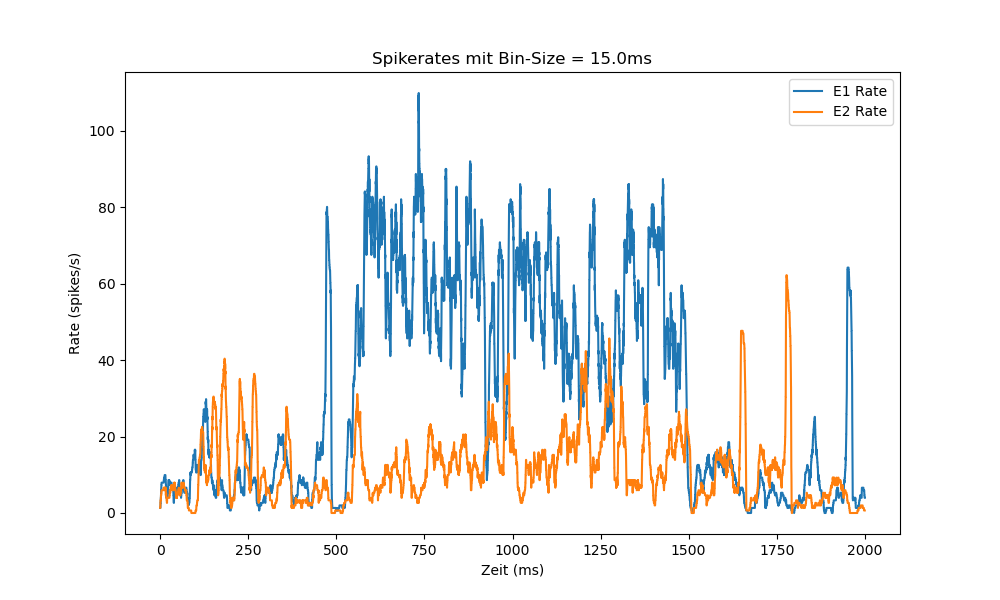 Spikerates mit Bin-Size = 15.0ms
E1 Rate
E2 Rate
Rate (spikes/s)
100
80
60
40
20
0
0 250 500 750 1000 1250 1500 1750 2000
Zeit (ms)